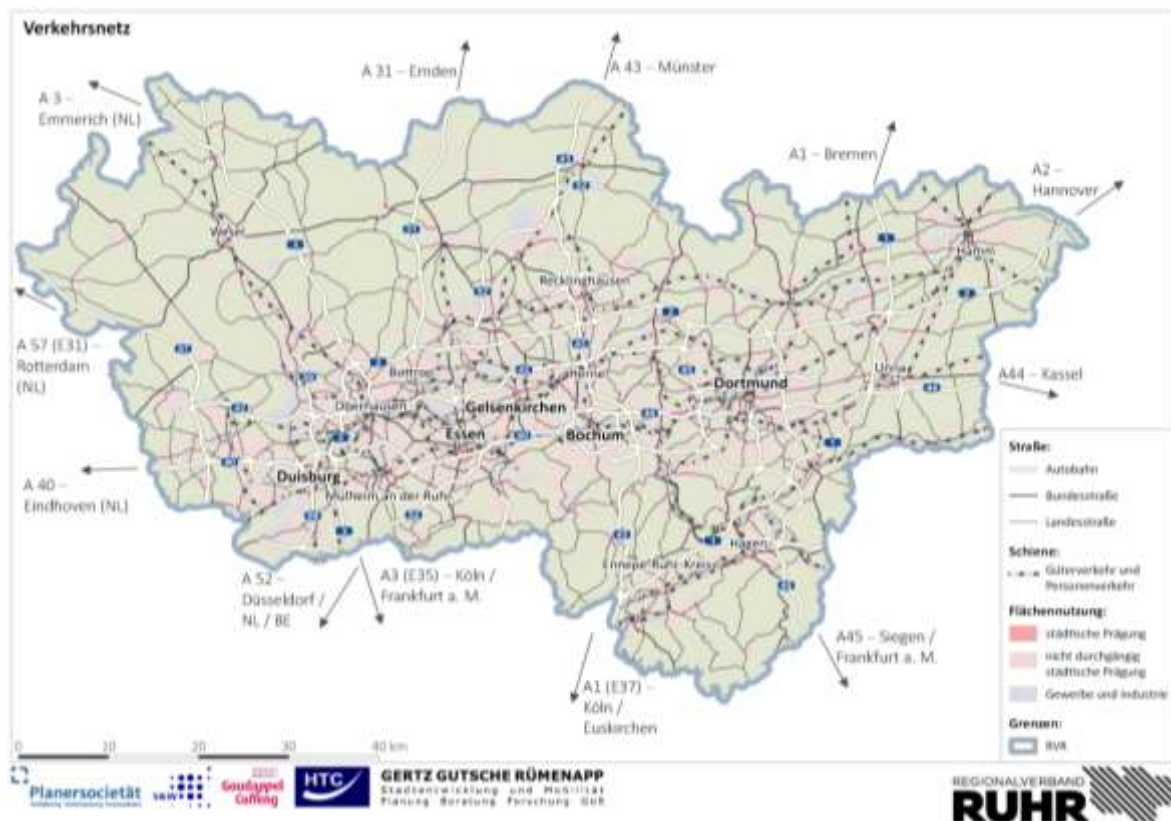 Verkehrsnetz
A 31 – Emden
A 43 – Münster
A 3 –
Emmerich (NL)
A1 – Bremen
A2 –
Hannover
Wesel
Hamm
Recklinghausen
A 57 (E31) –
Rotterdam
(NL)
Bottrop
Herne
Unna
Dortmund
A44 – Kassel
Oberhausen
Gelsenkirchen
Essen
Bochum
Duisburg
Mülheim an der Ruhr
A 40 –
Eindhoven (NL)
Hagen
Ennepe-Ruhr-Kreis
A 52 –
Düsseldorf /
NL / BE
A3 (E35) – Köln /
Frankfurt a. M.
A45 – Siegen /
Frankfurt a. M.
A1 (E37) –
Köln /
Euskirchen
Straße:
Autobahn
Bundesstraße
Landesstraße
Schiene:
Güterverkehr und
Personenverkehr
Flächennutzung:
städtische Prägung
nicht durchgängig
städtische Prägung
Gewerbe und Industrie
Grenzen:
RVR
0 10 20 30 40 km
Planersocietät
Goudappel
Coffeng
HTC
GERTZ GUTSCHE RÜMENAPP
Stadtentwicklung und Mobilität
Planung Beratung Forschung GbR
REGIONALVERBAND
RUHR